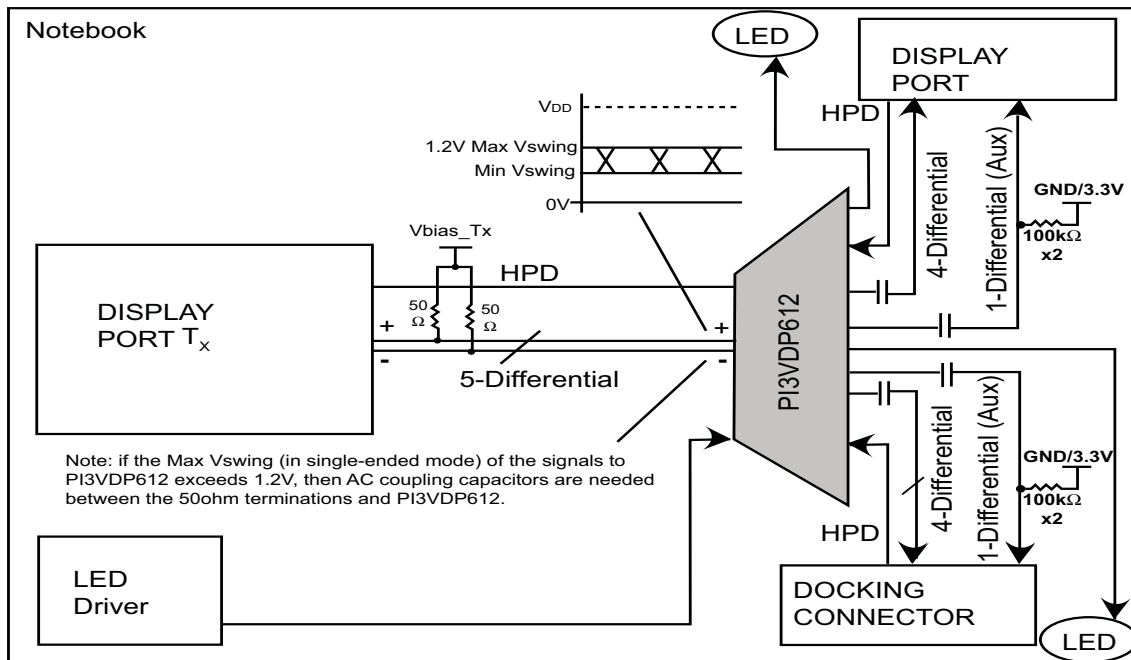 Notebook
LED
DISPLAY
PORT
VDD
HPD
1.2V Max Vswing
Min Vswing
0V
4-Differential
1-Differential (Aux)
GND/3.3V
100kΩ
x2
Vbias_Tx
HPD
DISPLAY
PORT TX
50
Ω
50
Ω
+
-
+
-
5-Differential
PI3VDP612
Note: if the Max Vswing (in single-ended mode) of the signals to
PI3VDP612 exceeds 1.2V, then AC coupling capacitors are needed
between the 50ohm terminations and PI3VDP612.
4-Differential
1-Differential (Aux)
GND/3.3V
100kΩ
x2
HPD
LED
Driver
DOCKING
CONNECTOR
LED